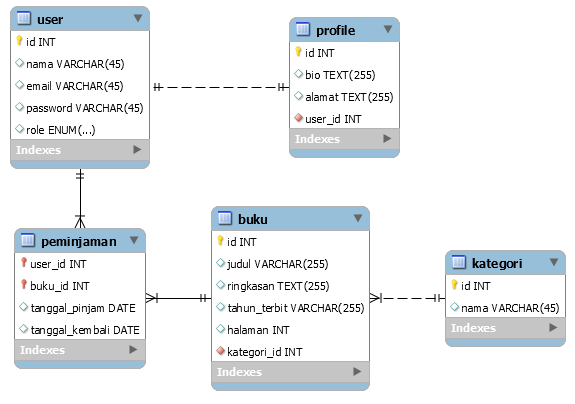 user
id INT
nama VARCHAR(45)
email VARCHAR(45)
password VARCHAR(45)
role ENUM(...)
Indexes
profile
id INT
bio TEXT(255)
alamat TEXT(255)
user_id INT
Indexes
peminjaman
user_id INT
buku_id INT
tanggal_pinjam DATE
tanggal_kembali DATE
Indexes
buku
id INT
judul VARCHAR(255)
ringkasan TEXT(255)
tahun_terbit VARCHAR(255)
halaman INT
kategori_id INT
Indexes
kategori
id INT
nama VARCHAR(45)
Indexes